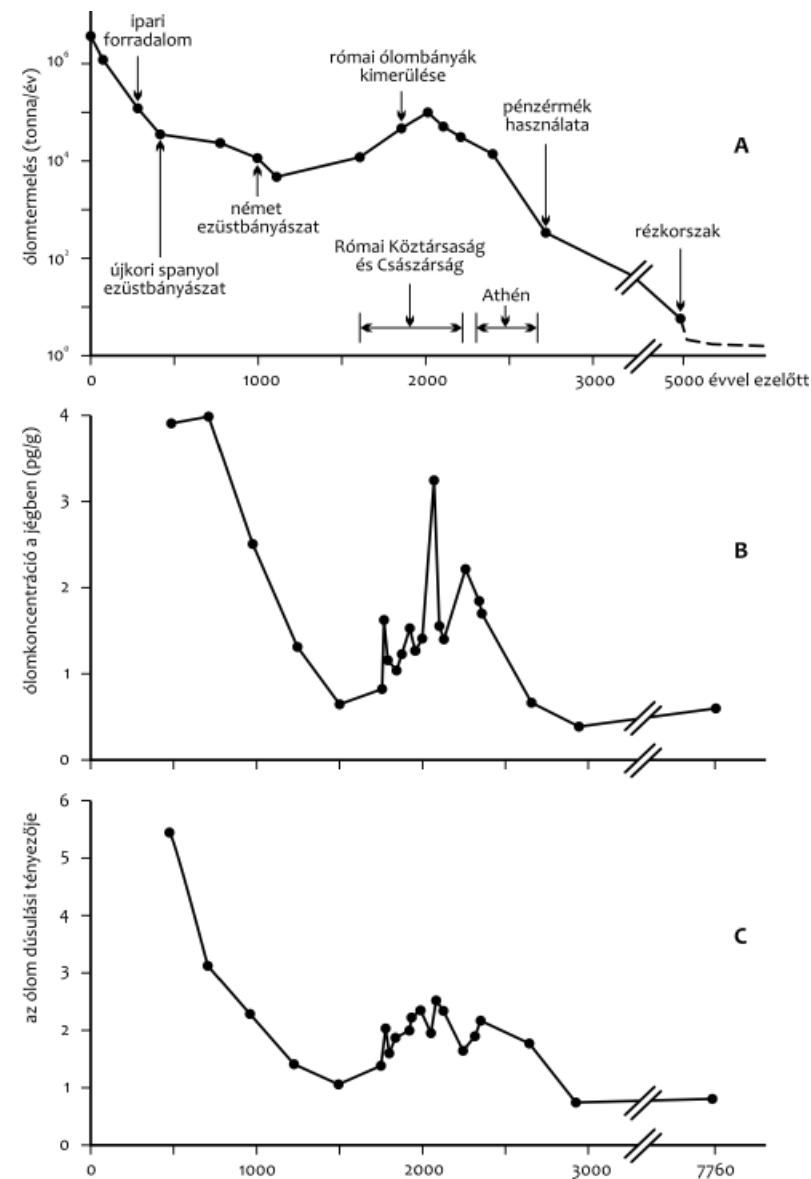 ipari
forradalom
római ólombányák
kimerülése
pénzérmék
használata
A
ólomtermelés (tonna/év)
10⁶
10⁴
10²
10⁰
német
ezüstbányászat
újkori spanyol
ezüstbányászat
Római Köztársaság
és Császárság
Athén
rézkorszak
0
1000
2000
3000
5000 évvel ezelőtt
ólomkoncentráció a jégben (pg/g)
4
3
2
1
0
B
az ólom dúsulási tényezője
6
5
4
3
2
1
0
C
0
1000
2000
3000
7760